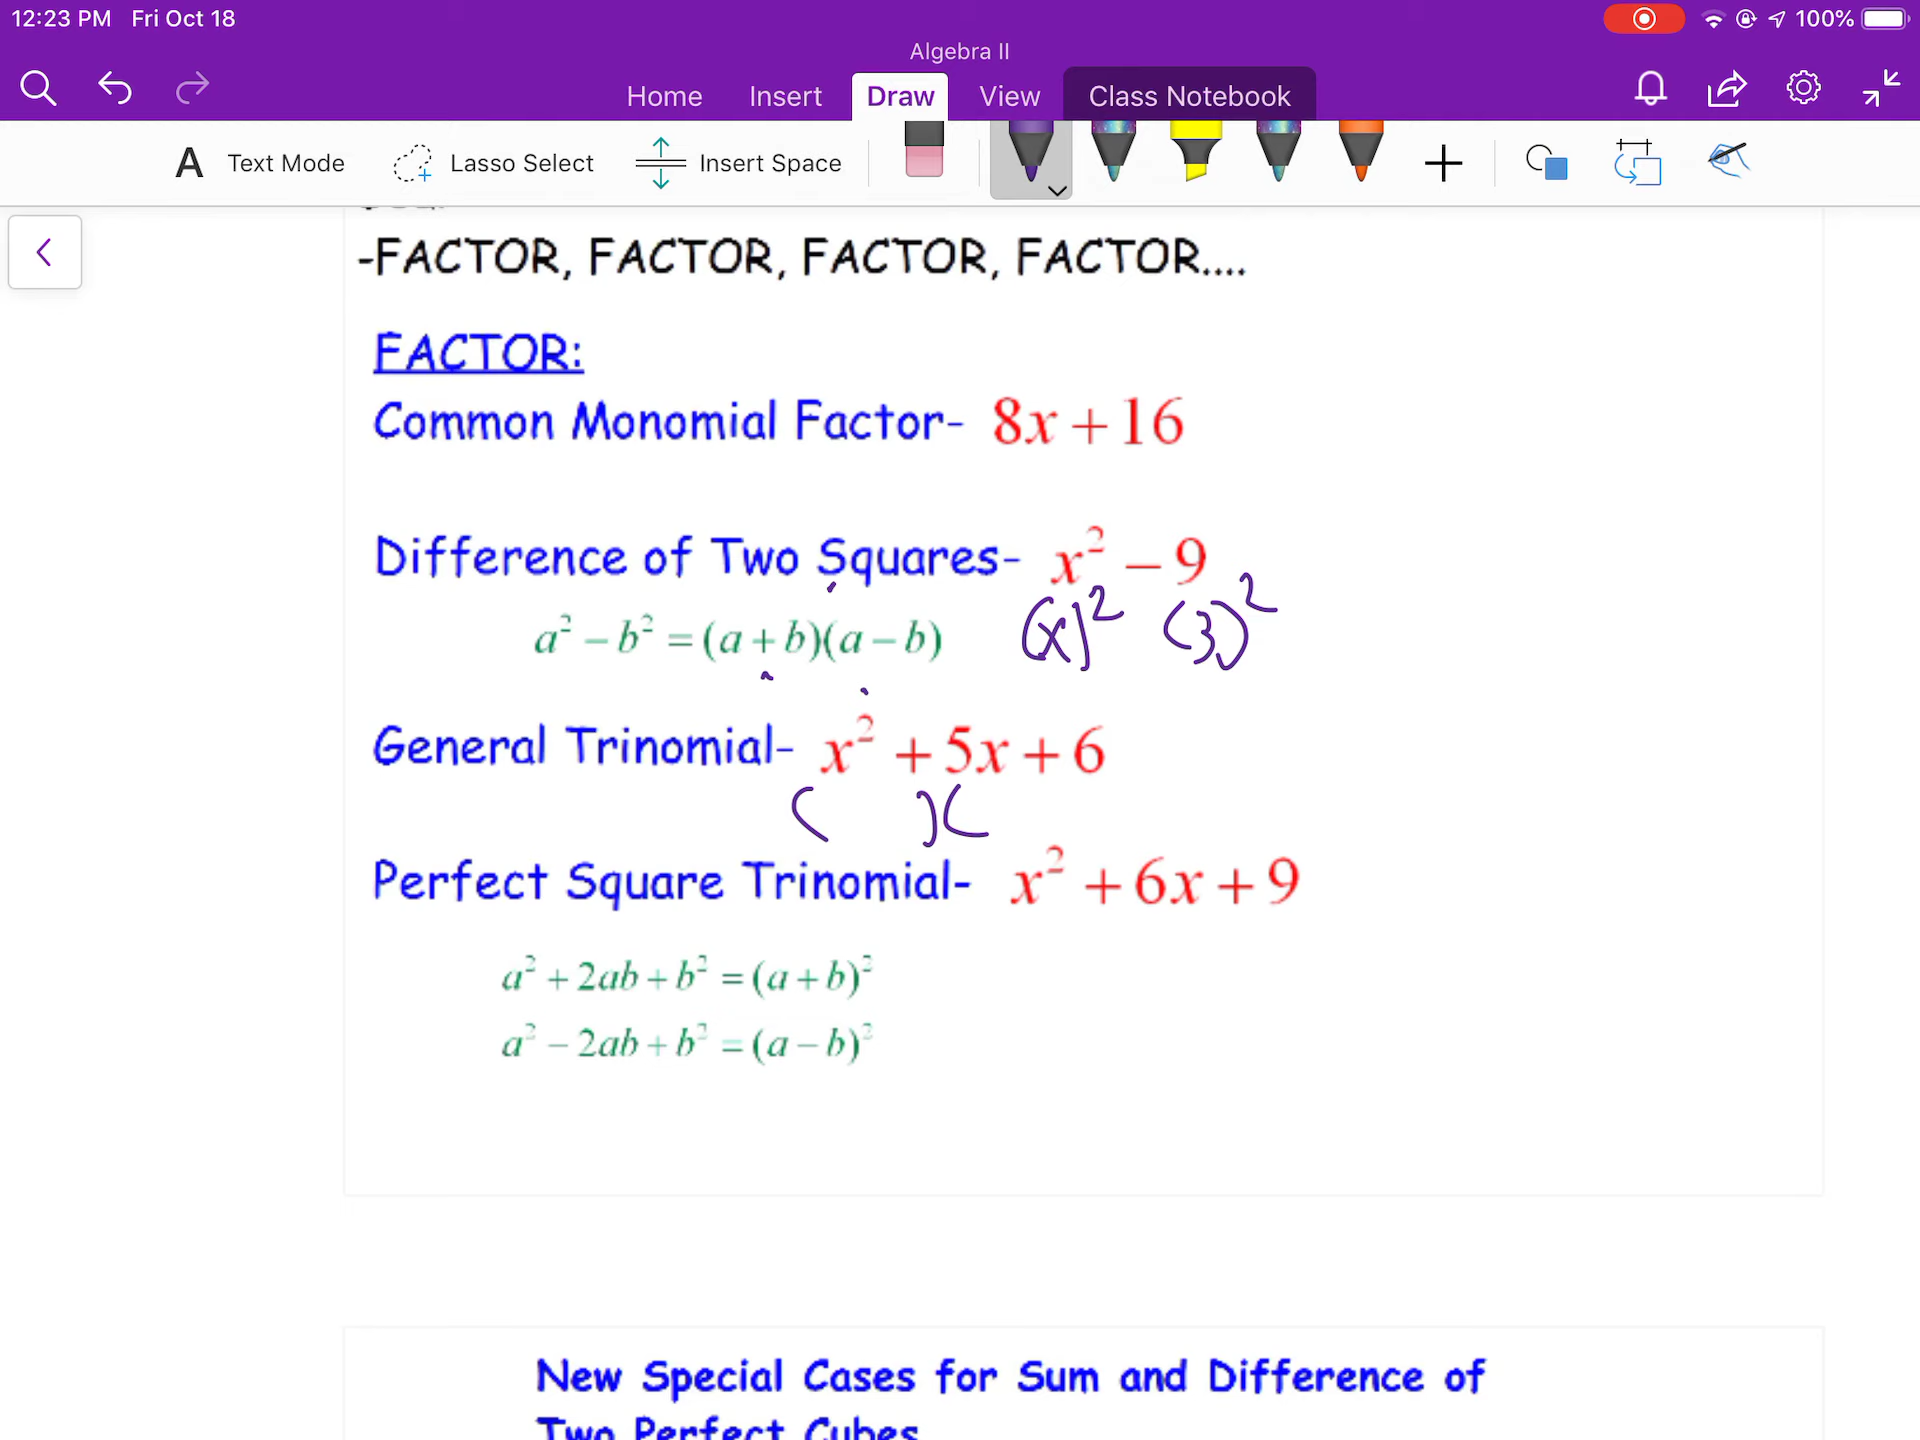 12:23 PM Fri Oct 18
100%
Algebra II
Home Insert Draw View Class Notebook
A Text Mode Lasso Select Insert Space
-FACTOR, FACTOR, FACTOR, FACTOR....
FACTOR:
Common Monomial Factor- 8x + 16
Difference of Two Squares- x² − 9
a² − b² = (a + b)(a − b) (x)² (3)²
General Trinomial- x² + 5x + 6
( )(
Perfect Square Trinomial- x² + 6x + 9
a² + 2ab + b² = (a + b)²
a² − 2ab + b² = (a − b)²
New Special Cases for Sum and Difference of
Two Perfect Cubes